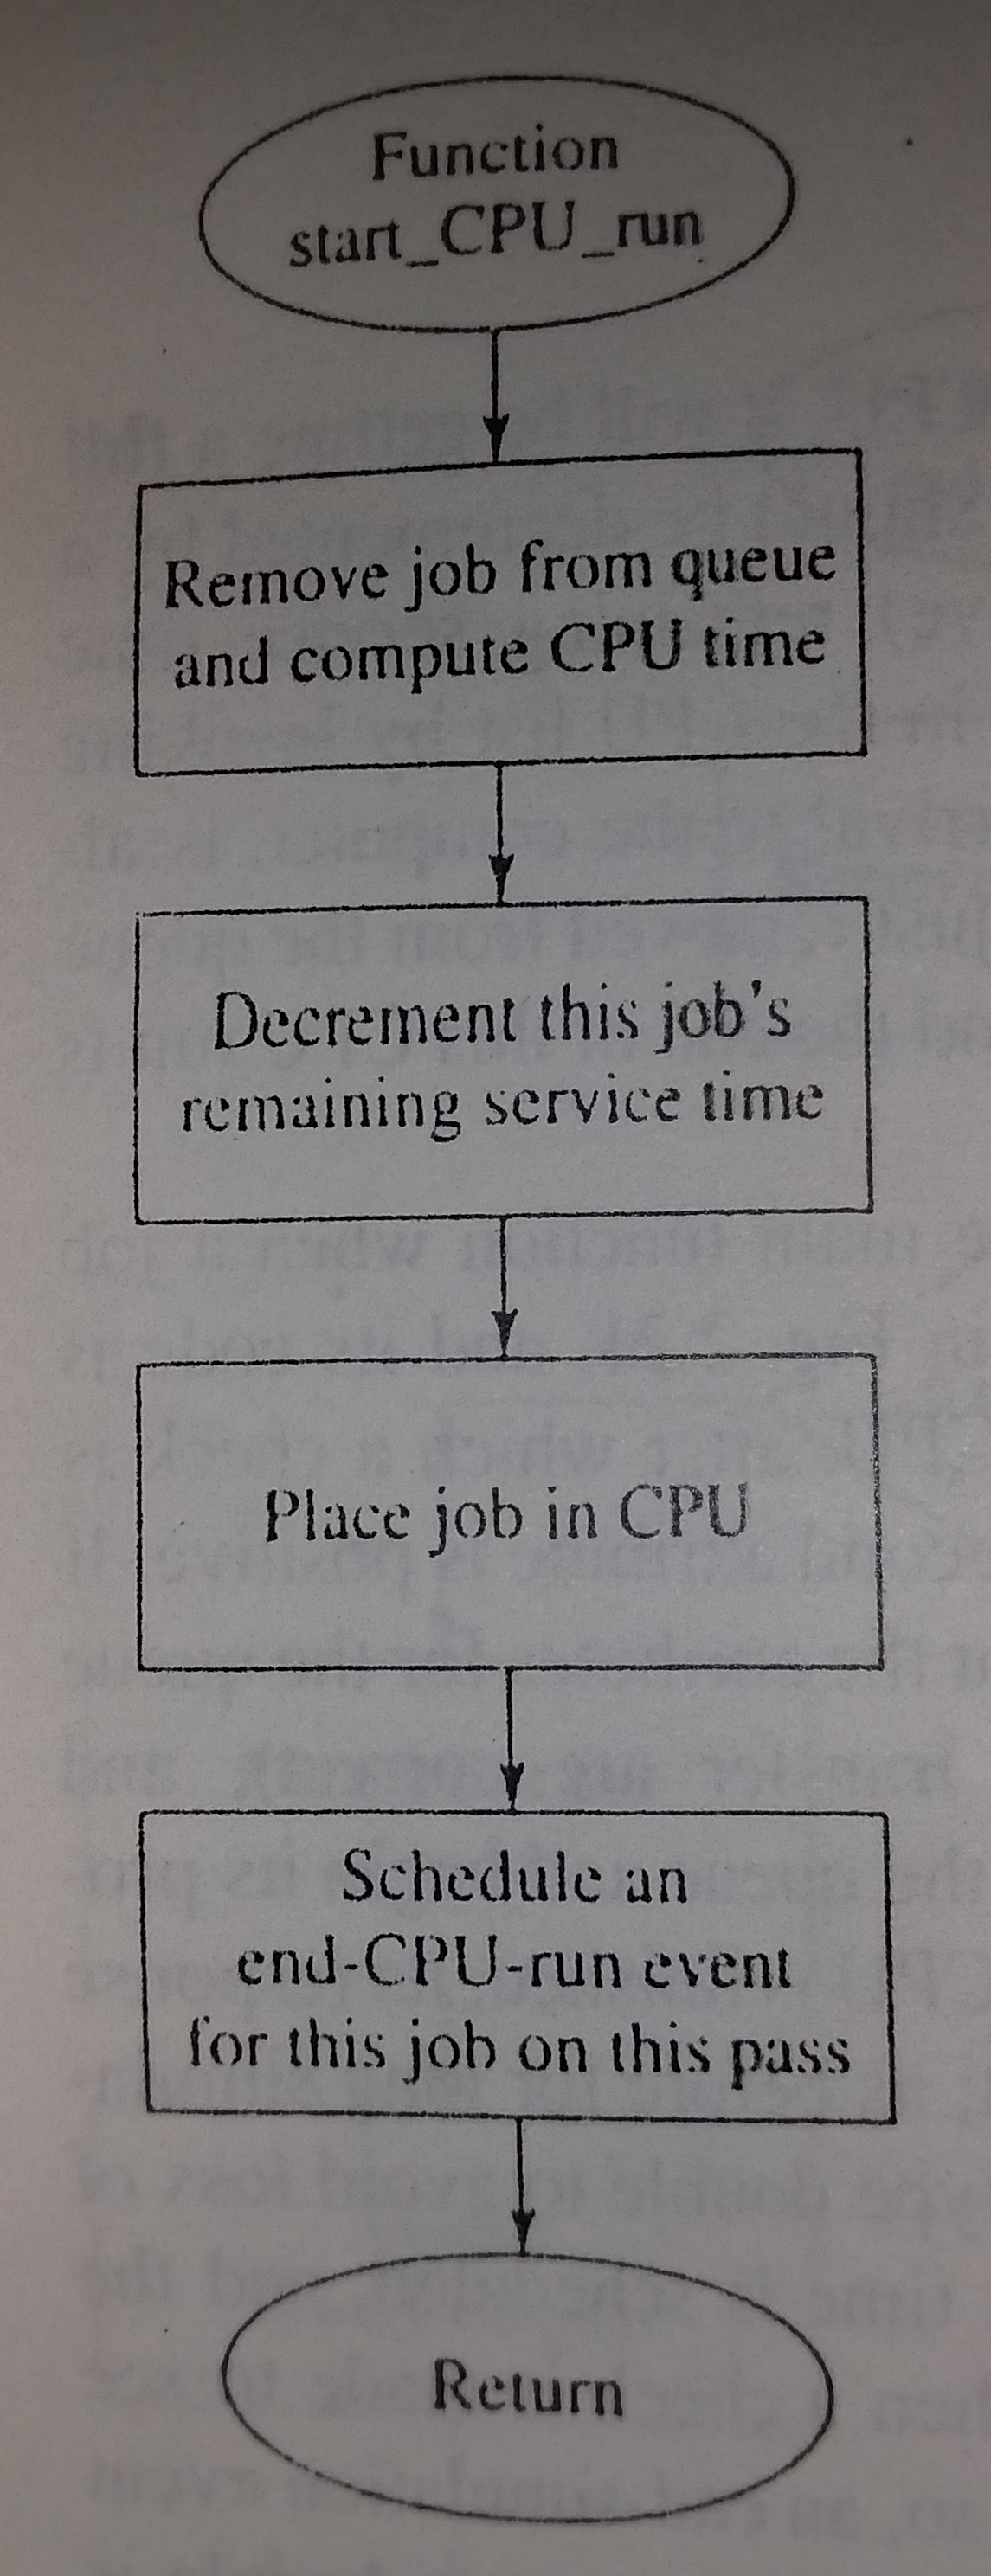 Function
start_CPU_run
Remove job from queue
and compute CPU time
Decrement this job's
remaining service time
Place job in CPU
Schedule an
end-CPU-run event
for this job on this pass
Return